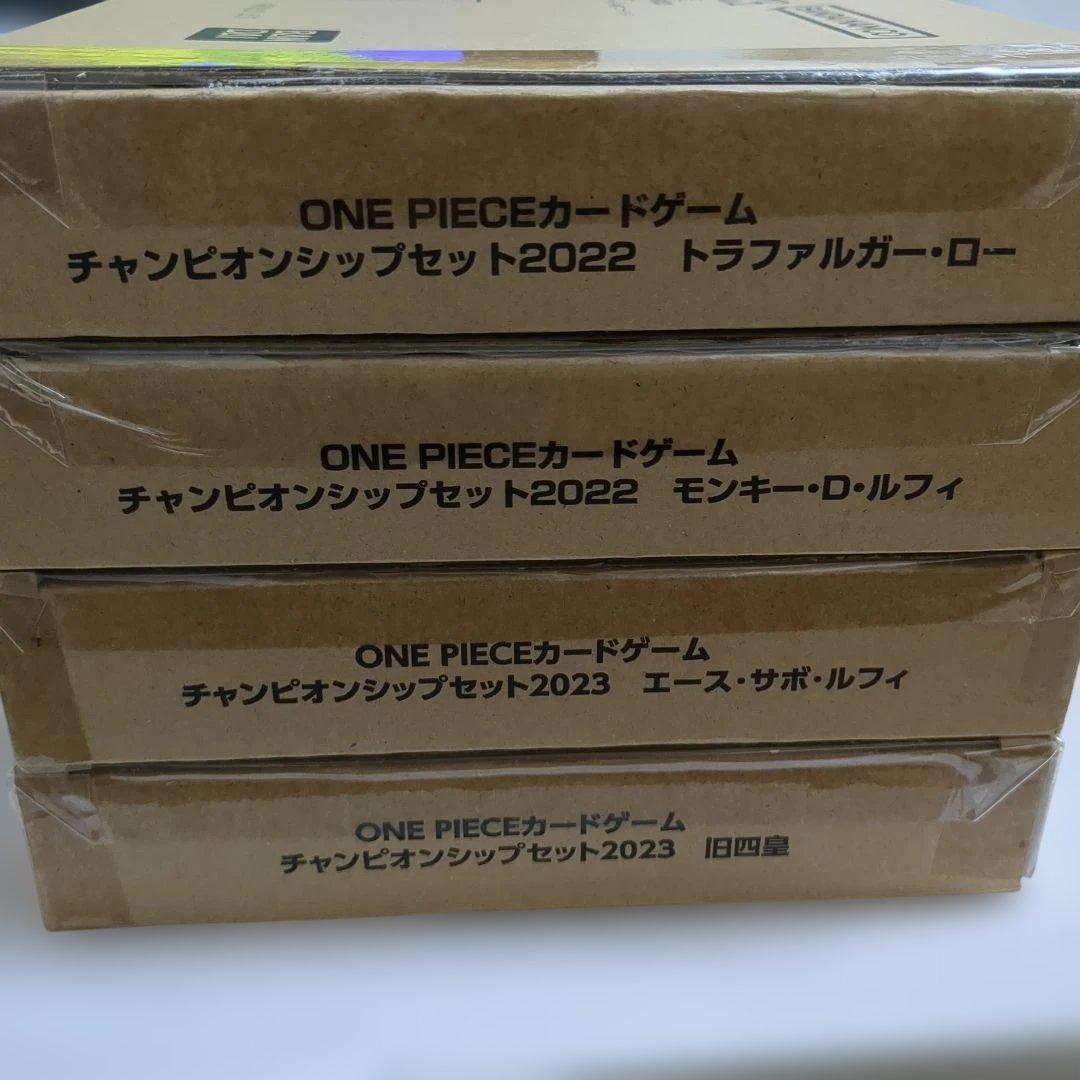 ONE PIECEカードゲーム
チャンピオンシップセット2022　トラファルガー・ロー
ONE PIECEカードゲーム
チャンピオンシップセット2022　モンキー・D・ルフィ
ONE PIECEカードゲーム
チャンピオンシップセット2023　エース・サボ・ルフィ
ONE PIECEカードゲーム
チャンピオンシップセット2023　旧四皇